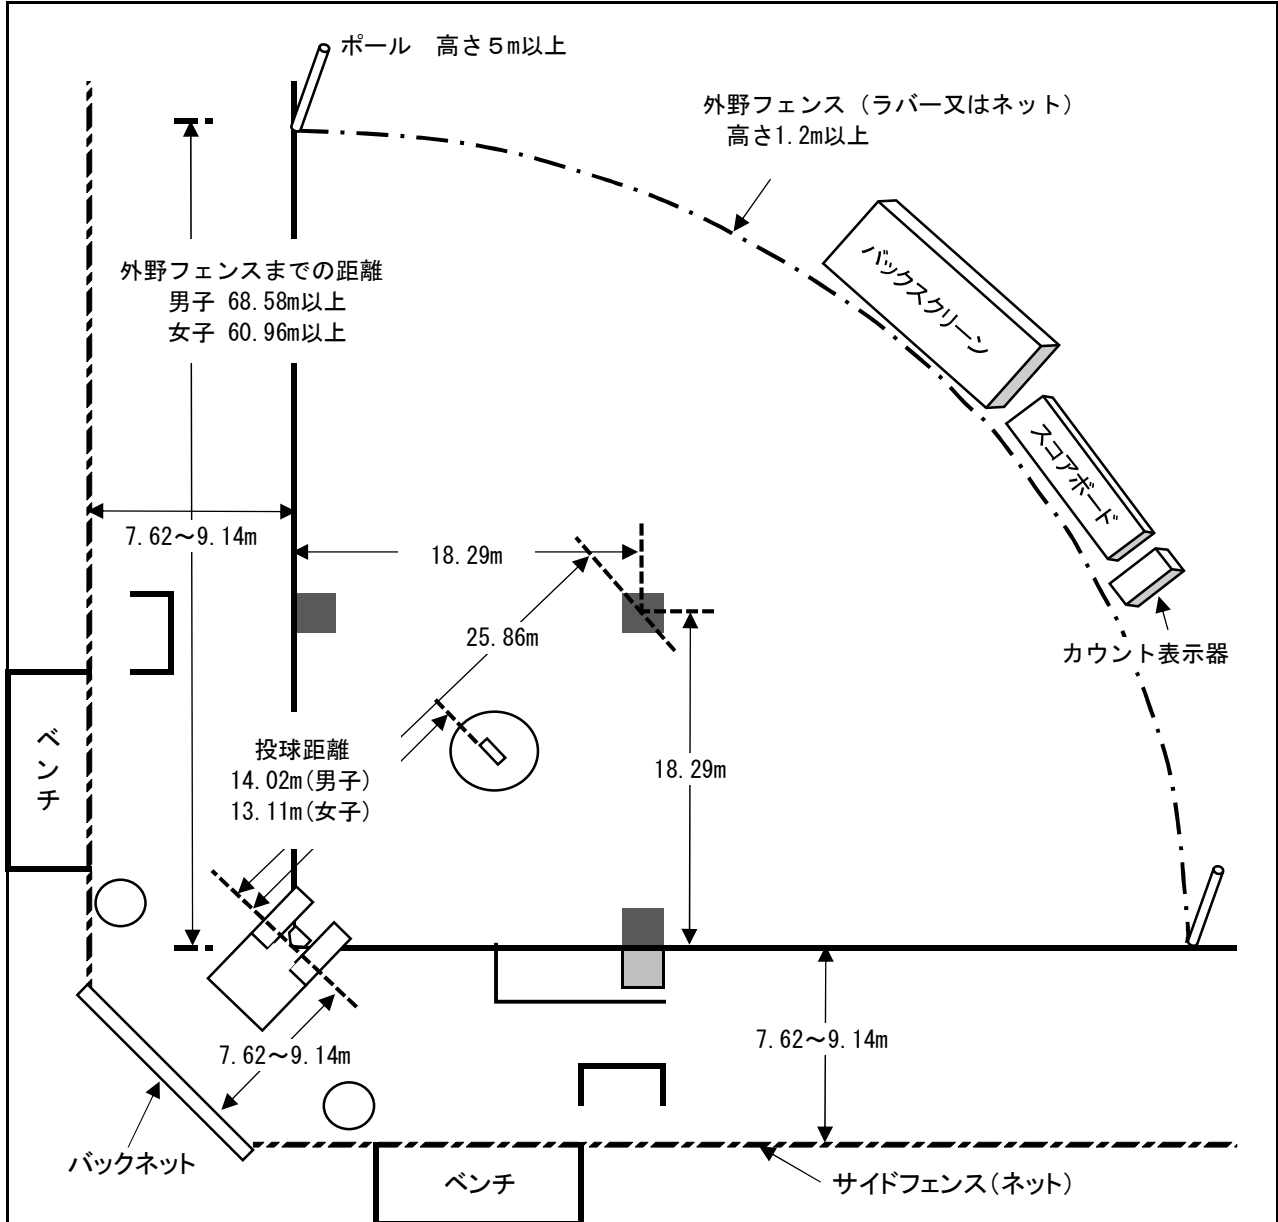 ポール　高さ５m以上
外野フェンス（ラバー又はネット）
高さ1.2m以上
バックスクリーン
外野フェンスまでの距離
男子 68.58m以上
女子 60.96m以上
スコアボード
7.62～9.14m
18.29m
25.86m
カウント表示器
ベンチ
投球距離
14.02m(男子)
13.11m(女子)
18.29m
7.62～9.14m
7.62～9.14m
バックネット
ベンチ
サイドフェンス(ネット)